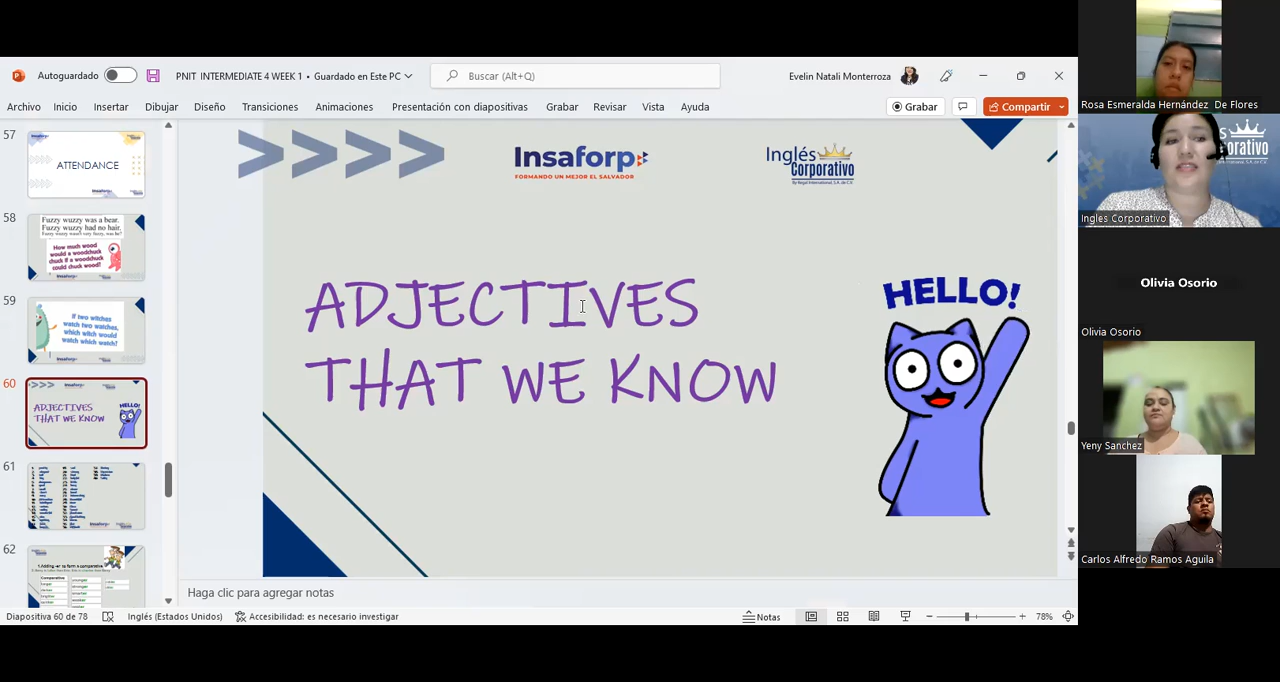 Autoguardado
PNIT INTERMEDIATE 4 WEEK 1 • Guardado en Este PC
Buscar (Alt+Q)
Evelin Natali Monterroza
Archivo Inicio Insertar Dibujar Diseño Transiciones Animaciones Presentación con diapositivas Grabar Revisar Vista Ayuda
Grabar
Compartir
57
ATTENDANCE
58
Fuzzy wuzzy was a bear.
Fuzzy wuzzy had no hair.
Fuzzy wuzzy wasn't very fuzzy, was he?
How much wood
would a woodchuck
chuck if a woodchuck
could chuck wood?
59
If two witches
watch two watches,
which witch would
watch which watch?
60
ADJECTIVES
THAT WE KNOW
HELLO!
61
Insaforp
62
1. Adding -er to form a comparative
Comparative
Insaforp
FORMANDO UN MEJOR EL SALVADOR
Inglés
Corporativo
By Regal International, S.A. de C.V.
ADJECTIVES
THAT WE KNOW
HELLO!
Haga clic para agregar notas
Diapositiva 60 de 78
Inglés (Estados Unidos)
Accesibilidad: es necesario investigar
Notas
78%
Rosa Esmeralda Hernández De Flores
Ingles Corporativo
Olivia Osorio
Olivia Osorio
Yeny Sanchez
Carlos Alfredo Ramos Aguila